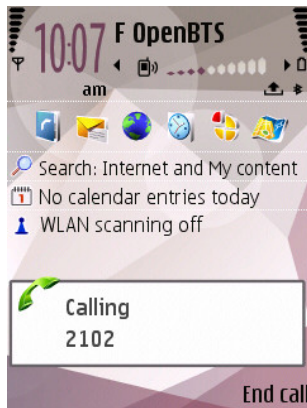 10:07
am
F OpenBTS
Search: Internet and My content
1 No calendar entries today
WLAN scanning off
Calling
2102
End call